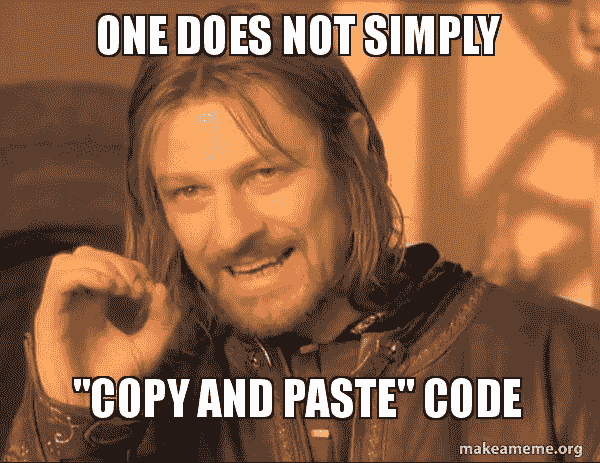 ONE DOES NOT SIMPLY
"COPY AND PASTE" CODE
makeameme.org